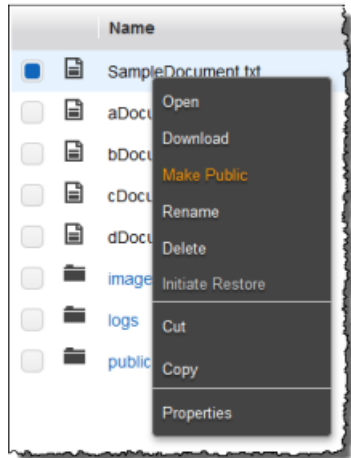 Name
SampleDocument.txt
aDocu
Open
bDocu
Download
cDocu
Make Public
dDocu
Rename
Delete
image
Initiate Restore
logs
Cut
public
Copy
Properties